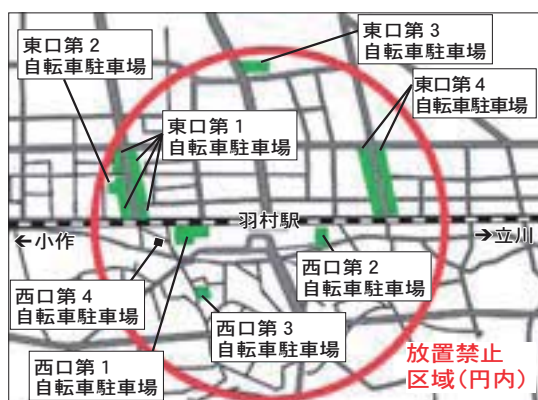 東口第2
自転車駐車場
東口第3
自転車駐車場
東口第4
自転車駐車場
東口第1
自転車駐車場
羽村駅
←小作
→立川
西口第2
自転車駐車場
西口第4
自転車駐車場
西口第3
自転車駐車場
西口第1
自転車駐車場
放置禁止
区域(円内)